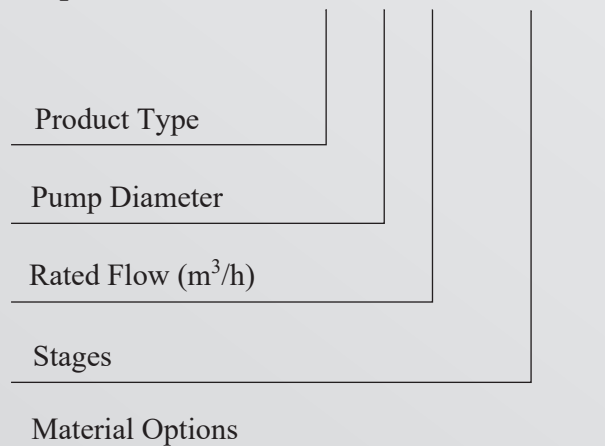 Product Type
Pump Diameter
Rated Flow (m³/h)
Stages
Material Options